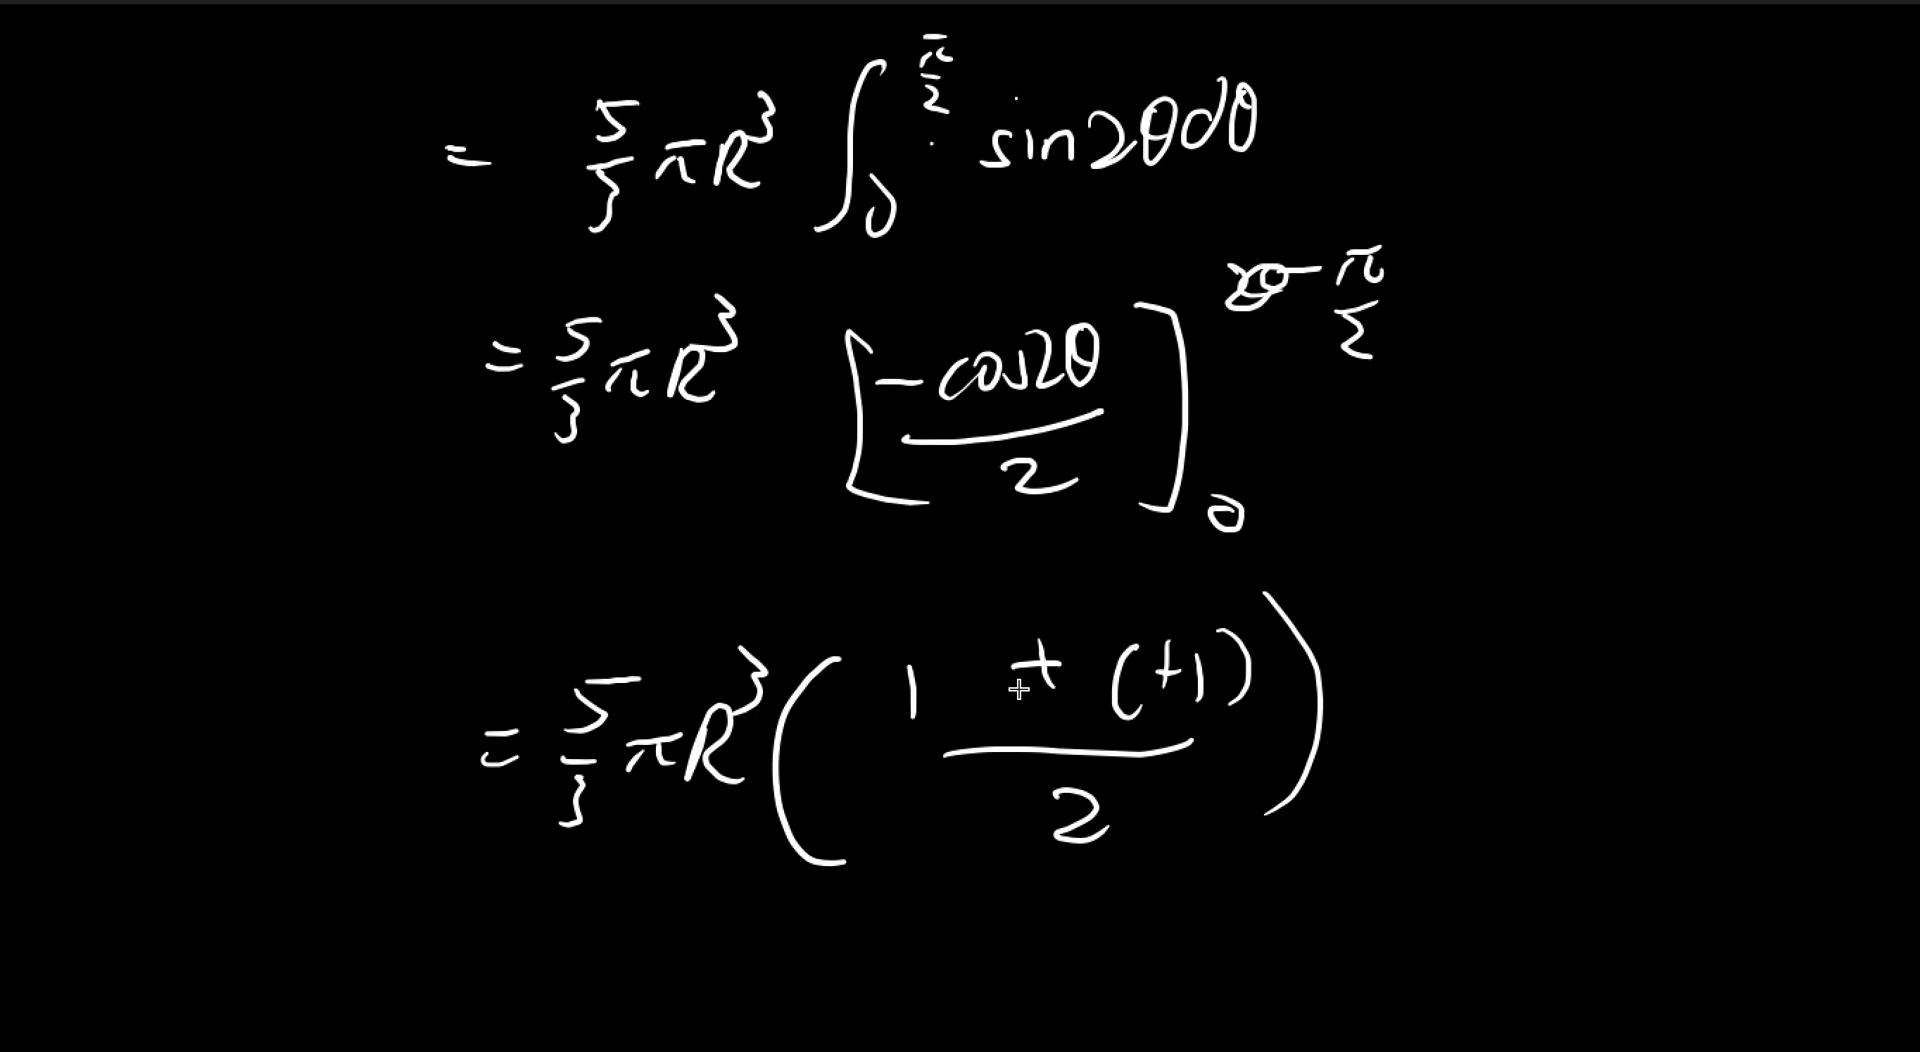 = 5/3 πR³ ∫₀^(π/2) sin2θdθ
= 5/3 πR³ [-cos2θ/2]₀^(π/2)
= 5/3 πR³ (1 + (+1)/2)